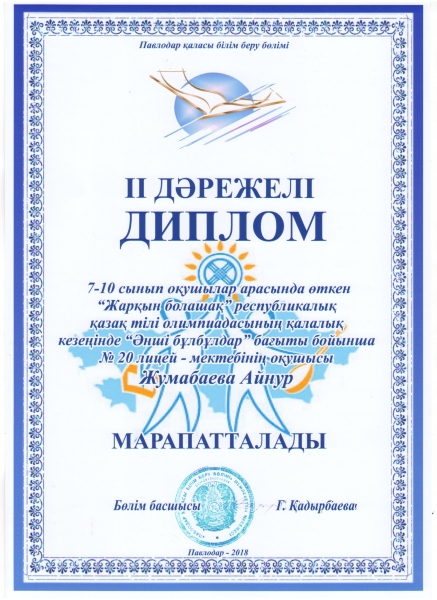 Павлодар қаласы білім беру бөлімі
ІІ ДӘРЕЖЕЛІ
ДИПЛОМ
7-10 сынып оқушылар арасында өткен
“Жарқын болашақ” республикалық
қазақ тілі олимпиадасының қалалық
кезеңінде “Әнші бұлбұлдар” бағыты бойынша
№ 20 лицей - мектебінің оқушысы
Жумабаева Айнур
МАРАПАТТАЛАДЫ
Бөлім басшысы Г. Қадырбаева
Павлодар - 2018